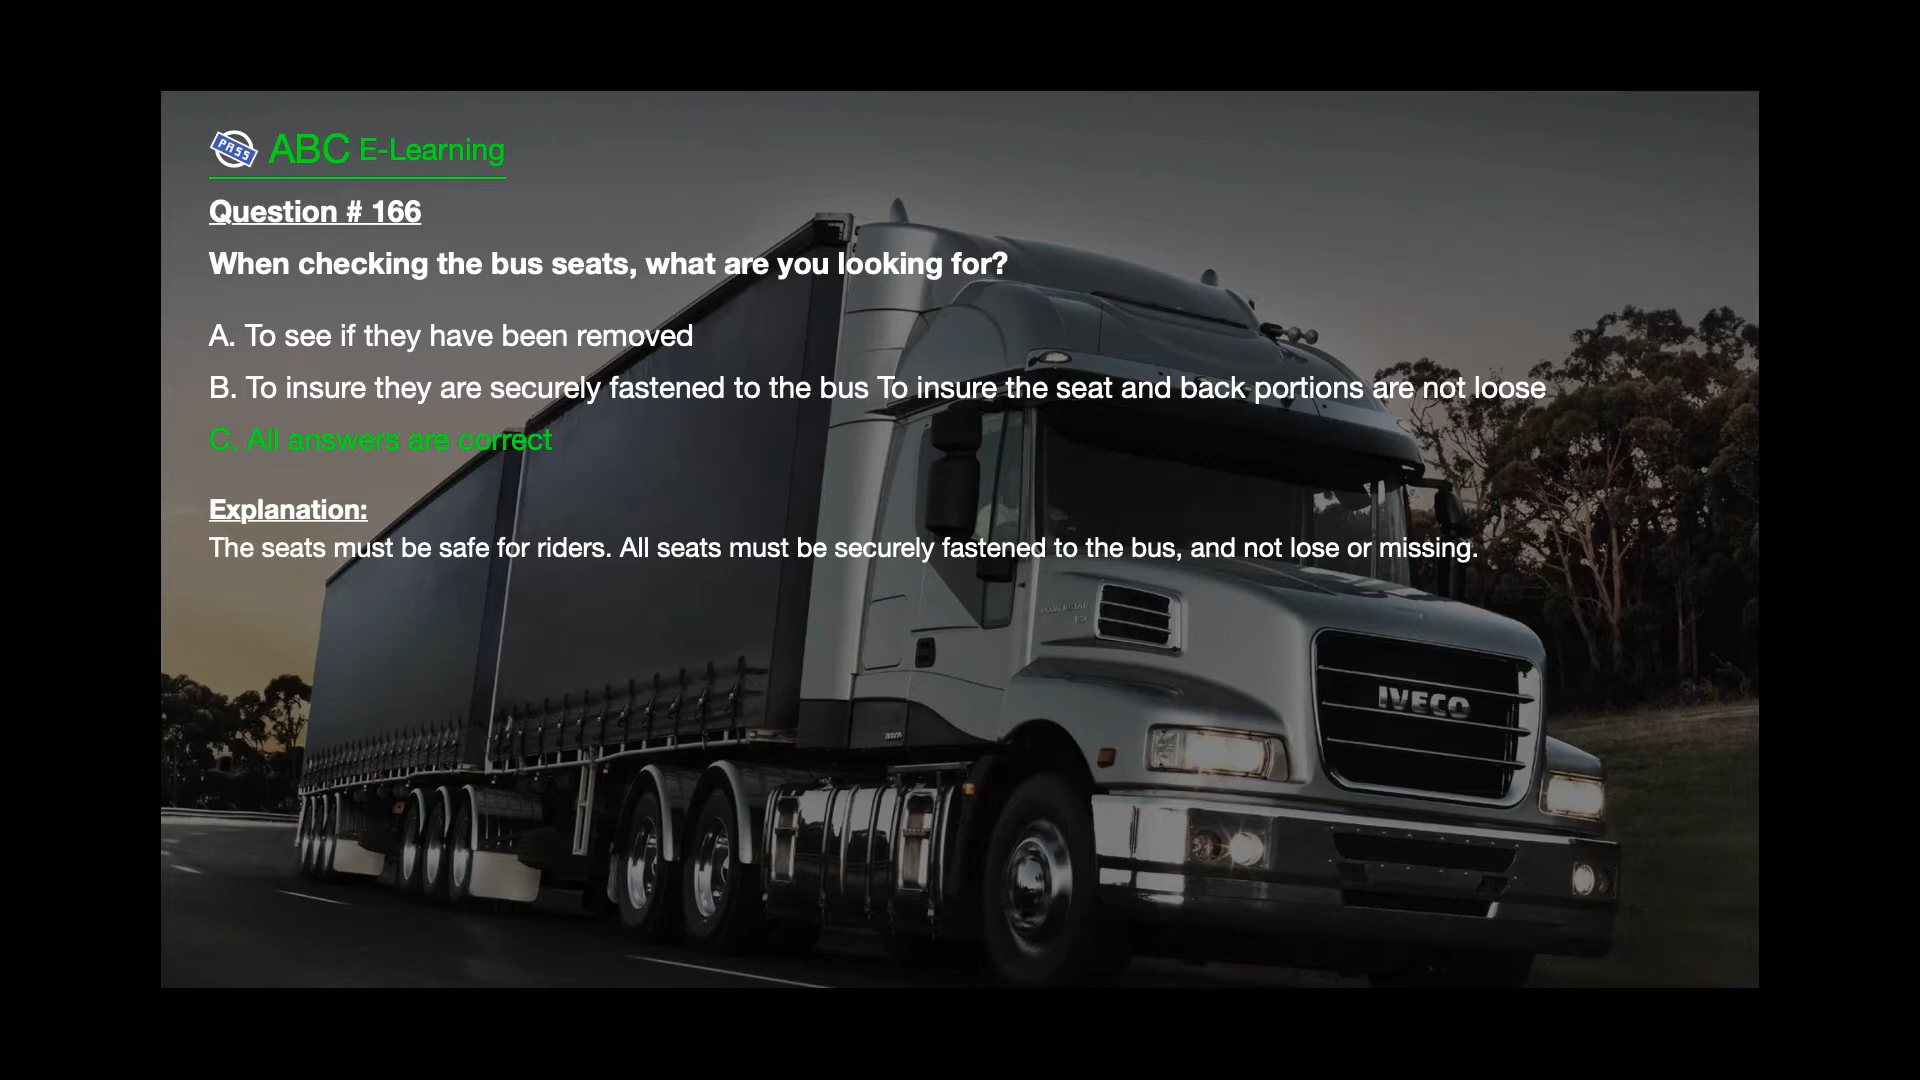 PASS ABC E-Learning
Question # 166
When checking the bus seats, what are you looking for?
A. To see if they have been removed
B. To insure they are securely fastened to the bus To insure the seat and back portions are not loose
C. All answers are correct
Explanation:
The seats must be safe for riders. All seats must be securely fastened to the bus, and not lose or missing.
POWERSTAR
IVECO